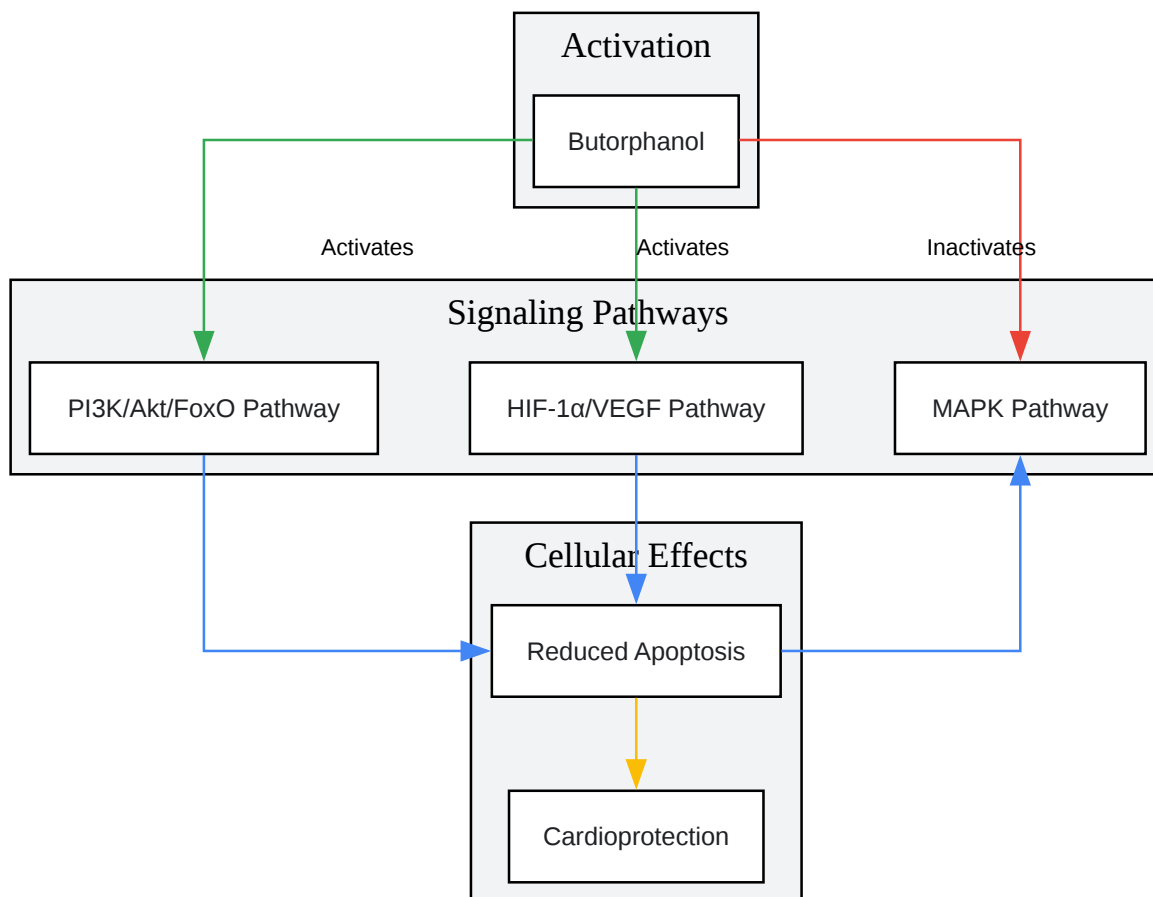 Activation
Butorphanol
Activates
Activates
Inactivates
Signaling Pathways
PI3K/Akt/FoxO Pathway
HIF-1α/VEGF Pathway
MAPK Pathway
Cellular Effects
Reduced Apoptosis
Cardioprotection